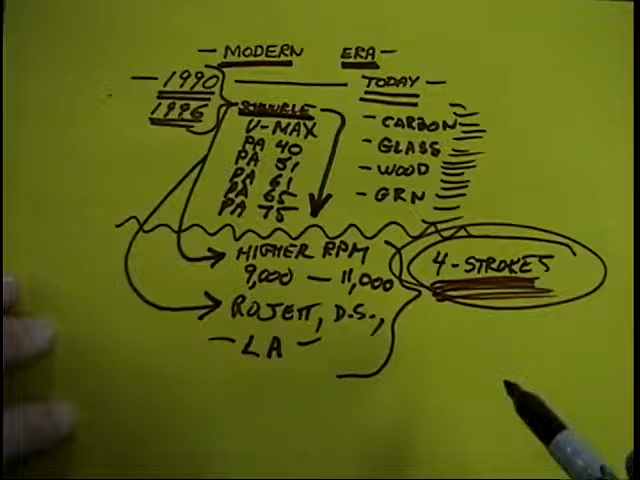 - MODERN ERA -
- 1990 —— TODAY -
1996
V-MAX
PA 40
PA 51
PA 61
PA 65
PA 75
- CARBON
- GLASS
- WOOD
- GRN
HIGHER RPM
9,000 — 11,000
4-STROKES
ROJETT, D.S.,
- LA -